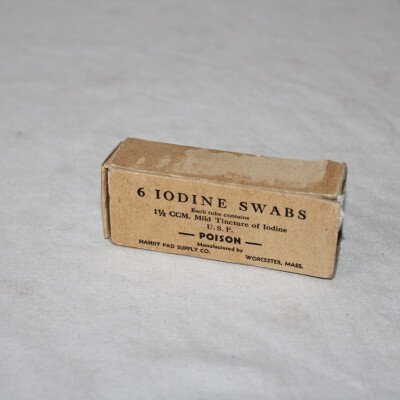 6 IODINE SWABS
Each tube contains
1½ CCM. Mild Tincture of Iodine
U. S. P.
— POISON —
Manufactured by
HANDY PAD SUPPLY CO. WORCESTER, MASS.